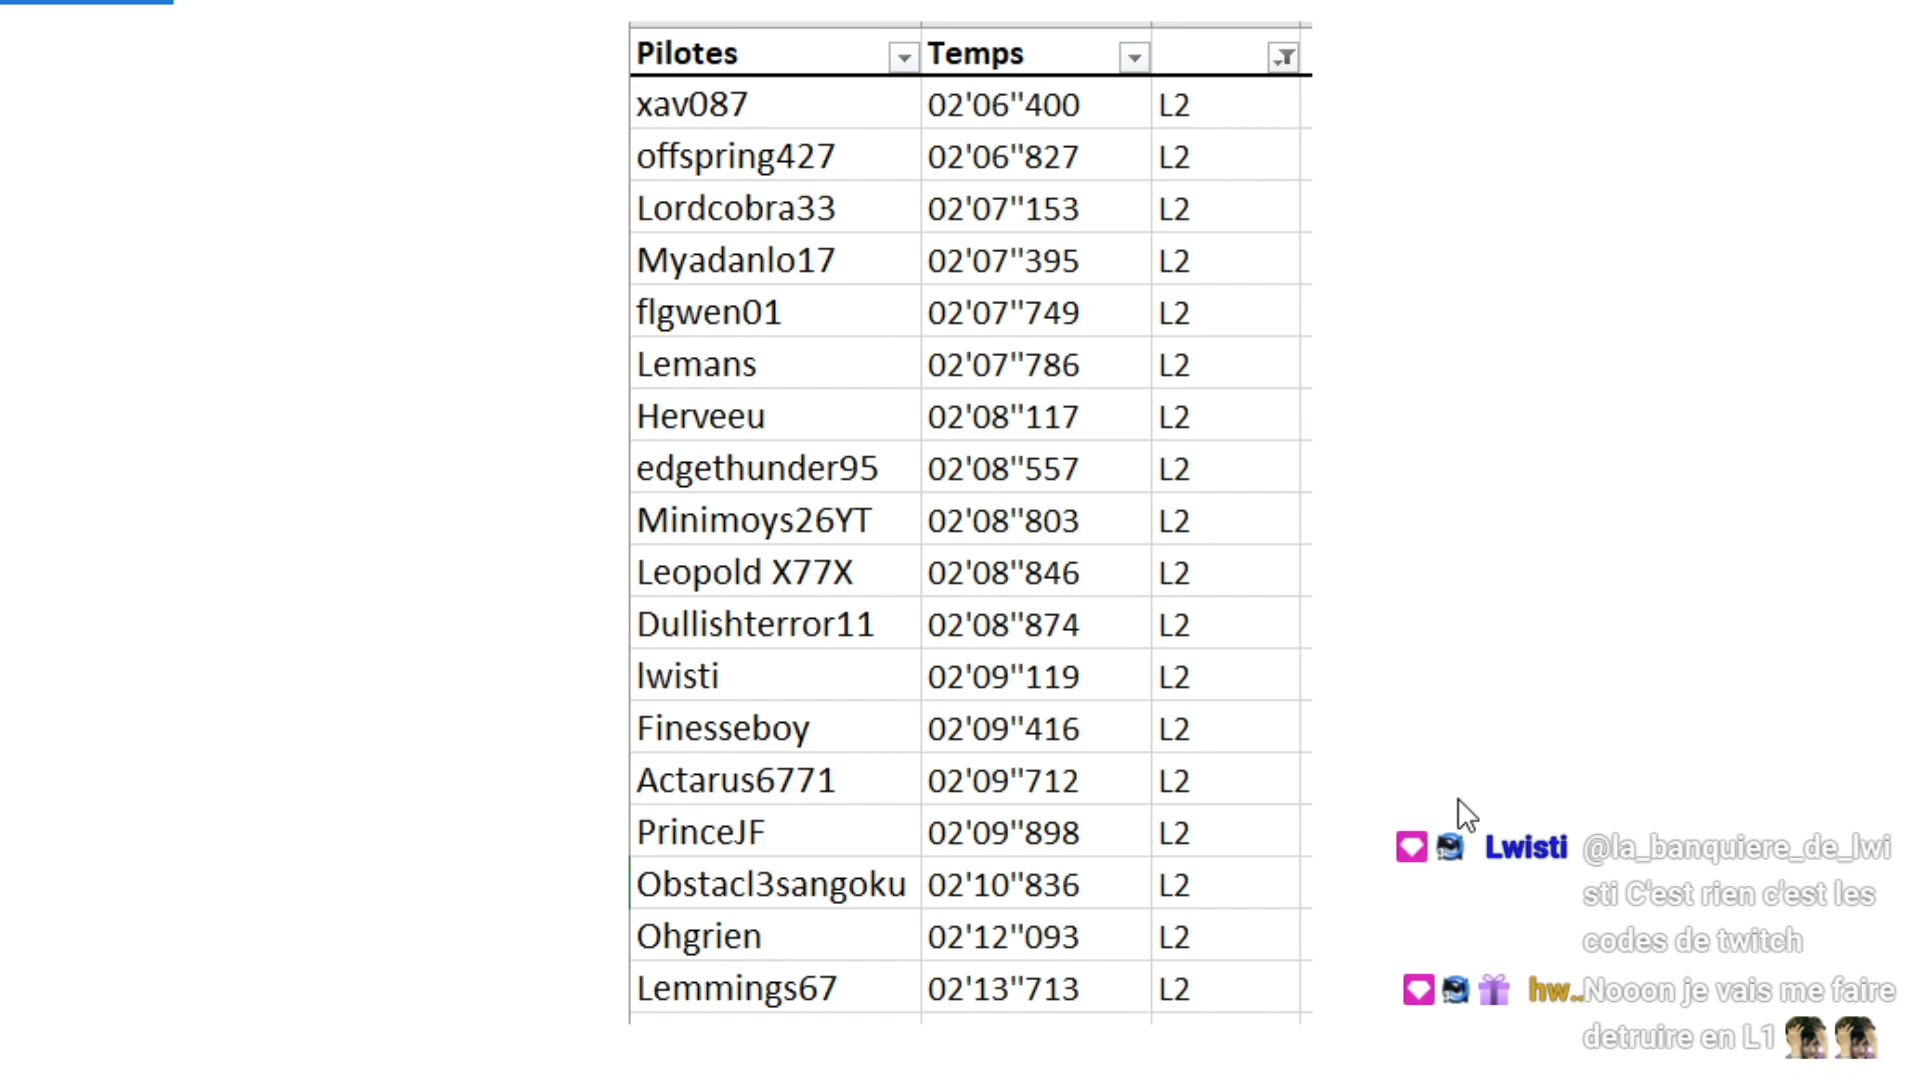 Pilotes Temps
xav087 02'06"400 L2
offspring427 02'06"827 L2
Lordcobra33 02'07"153 L2
Myadanlo17 02'07"395 L2
flgwen01 02'07"749 L2
Lemans 02'07"786 L2
Herveeu 02'08"117 L2
edgethunder95 02'08"557 L2
Minimoys26YT 02'08"803 L2
Leopold X77X 02'08"846 L2
Dullishterror11 02'08"874 L2
lwisti 02'09"119 L2
Finesseboy 02'09"416 L2
Actarus6771 02'09"712 L2
PrinceJF 02'09"898 L2
Obstacl3sangoku 02'10"836 L2
Ohgrien 02'12"093 L2
Lemmings67 02'13"713 L2
Lwisti @la_banquiere_de_lwi
sti C'est rien c'est les
codes de twitch
hw.. Nooon je vais me faire
detruire en L1